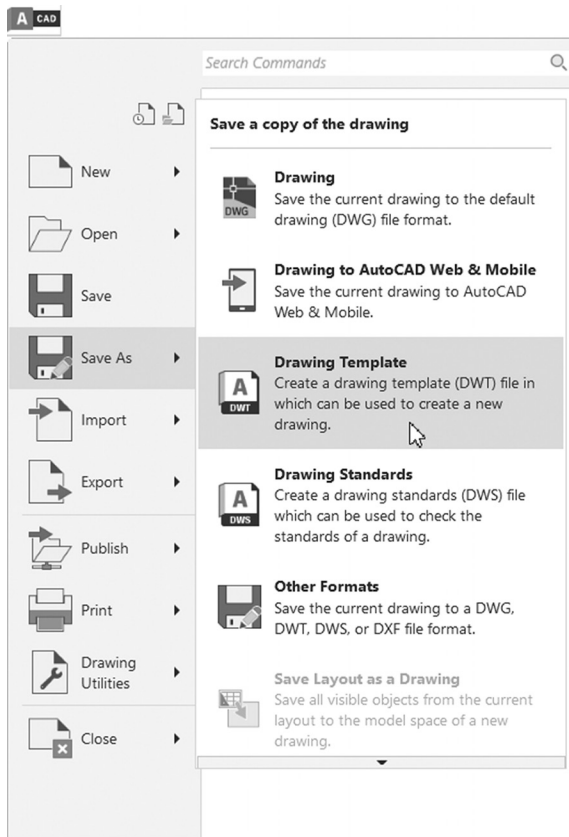 A CAD
Search Commands
Save a copy of the drawing
New
Open
Save
Save As
Import
Export
Publish
Print
Drawing
Utilities
Close
Drawing
Save the current drawing to the default
drawing (DWG) file format.
DWG
Drawing to AutoCAD Web & Mobile
Save the current drawing to AutoCAD
Web & Mobile.
Drawing Template
Create a drawing template (DWT) file in
which can be used to create a new
drawing.
A
DWT
Drawing Standards
Create a drawing standards (DWS) file
which can be used to check the
standards of a drawing.
A
DWS
Other Formats
Save the current drawing to a DWG,
DWT, DWS, or DXF file format.
Save Layout as a Drawing
Save all visible objects from the current
layout to the model space of a new
drawing.